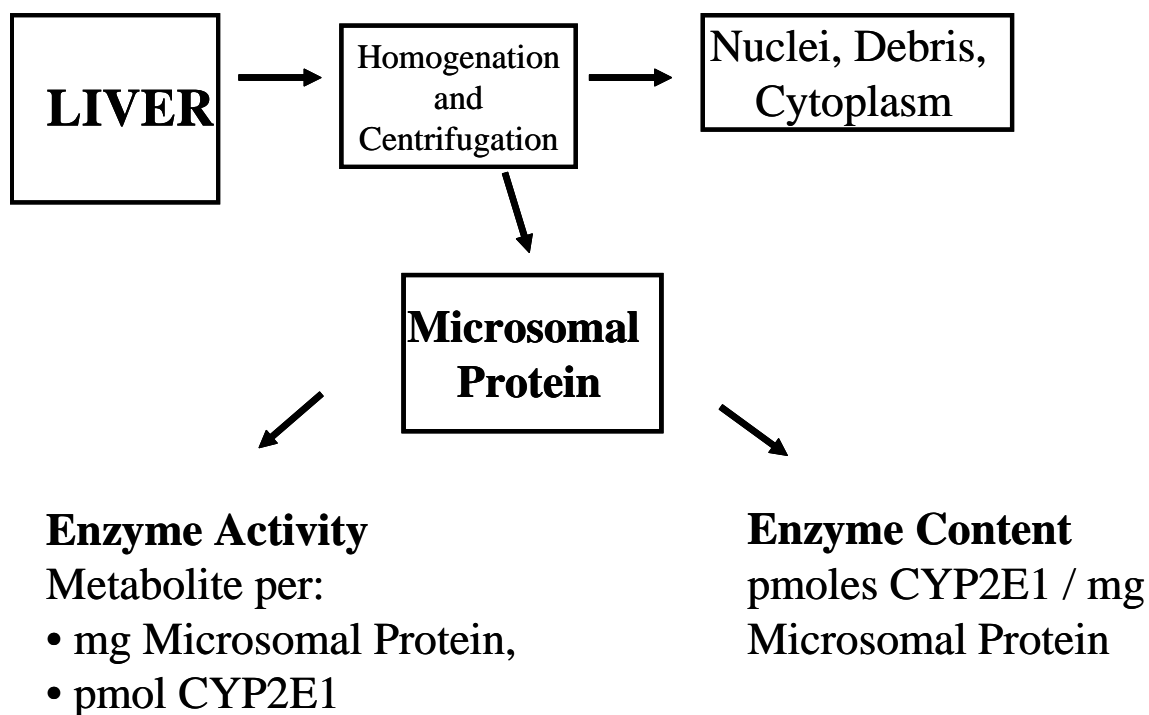 LIVER
Homogenation
and
Centrifugation
Nuclei, Debris,
Cytoplasm
Microsomal
Protein
Enzyme Activity
Metabolite per:
• mg Microsomal Protein,
• pmol CYP2E1
Enzyme Content
pmoles CYP2E1 / mg
Microsomal Protein